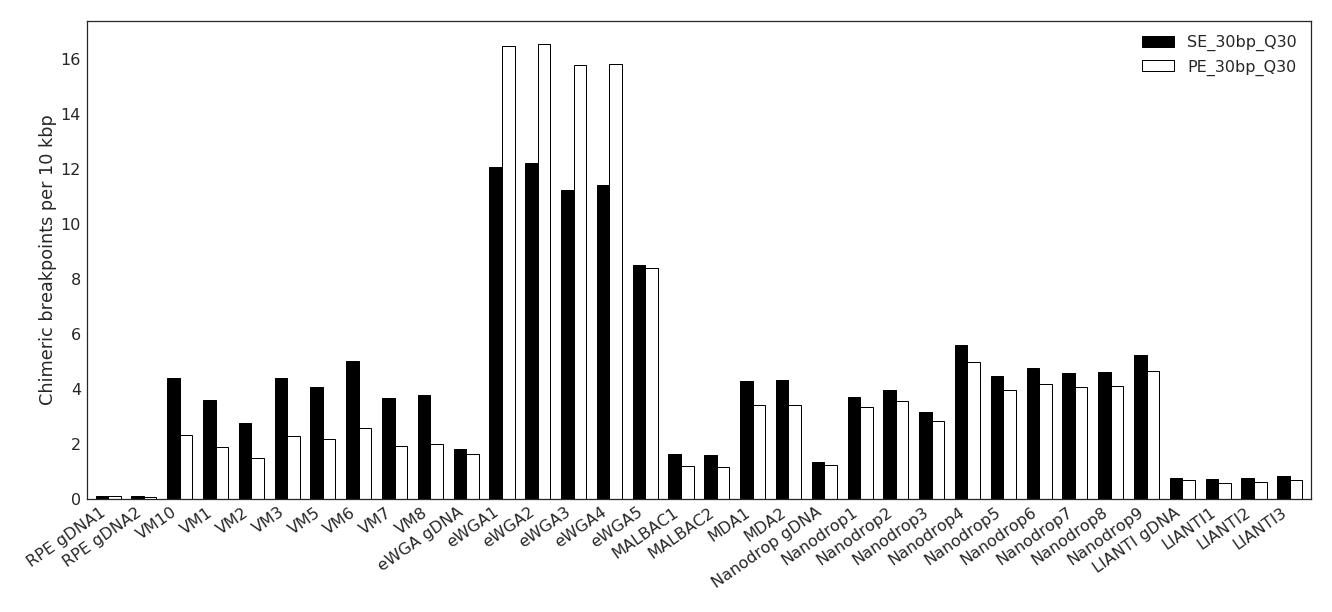 SE_30bp_Q30
PE_30bp_Q30
Chimeric breakpoints per 10 kbp
16
14
12
10
8
6
4
2
0
RPE gDNA1
RPE gDNA2
VM10
VM1
VM2
VM3
VM5
VM6
VM7
VM8
eWGA gDNA
eWGA1
eWGA2
eWGA3
eWGA4
eWGA5
MALBAC1
MALBAC2
MDA1
MDA2
Nanodrop gDNA
Nanodrop1
Nanodrop2
Nanodrop3
Nanodrop4
Nanodrop5
Nanodrop6
Nanodrop7
Nanodrop8
Nanodrop9
LIANTI gDNA
LIANTI1
LIANTI2
LIANTI3